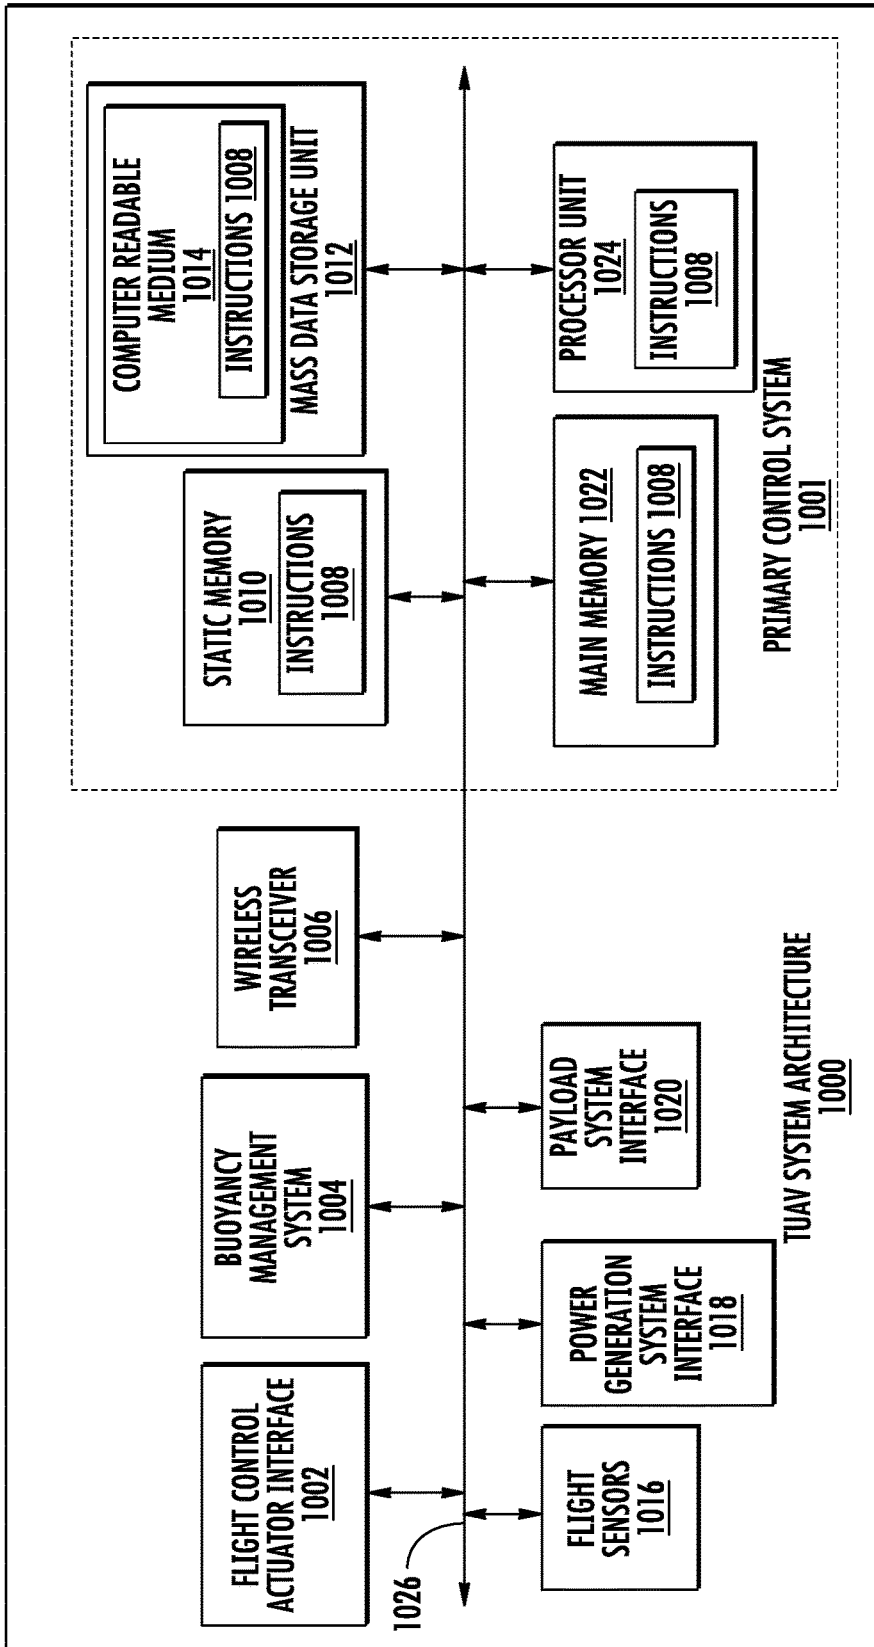 FLIGHT CONTROL
ACTUATOR INTERFACE
1002
BUOYANCY
MANAGEMENT
SYSTEM
1004
WIRELESS
TRANSCEIVER
1006
STATIC MEMORY
1010
INSTRUCTIONS
1008
COMPUTER READABLE
MEDIUM
1014
INSTRUCTIONS 1008
MASS DATA STORAGE UNIT
1012
1026
FLIGHT
SENSORS
1016
POWER
GENERATION
SYSTEM
INTERFACE
1018
PAYLOAD
SYSTEM
INTERFACE
1020
MAIN MEMORY 1022
INSTRUCTIONS 1008
PROCESSOR UNIT
1024
INSTRUCTIONS
1008
PRIMARY CONTROL SYSTEM
1001
TUAV SYSTEM ARCHITECTURE
1000